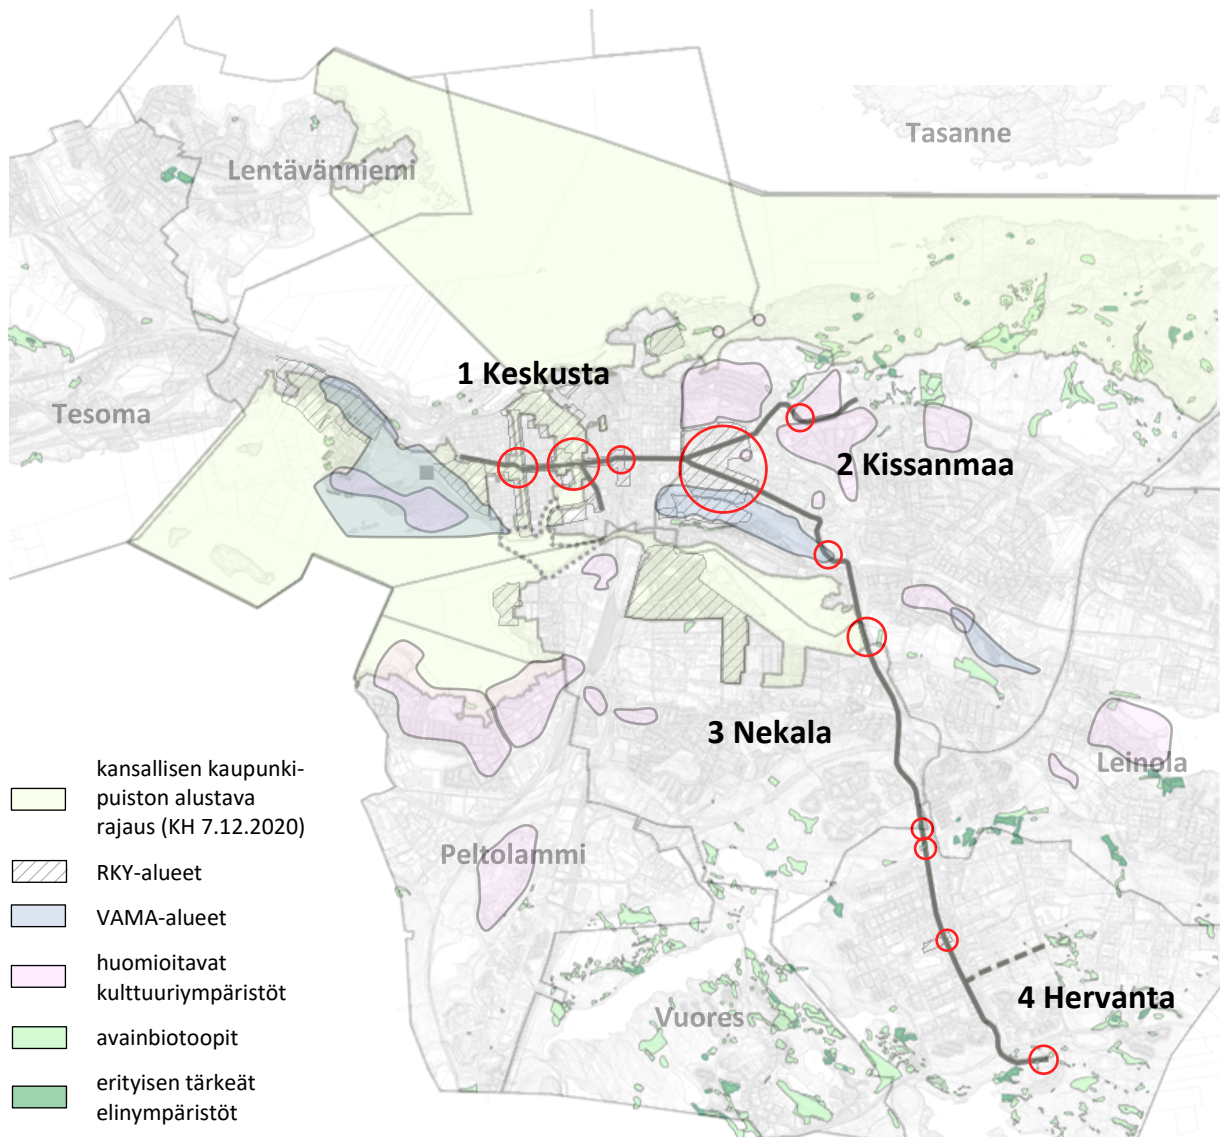 Tasanne
Lentävänniemi
1 Keskusta
Tesoma
2 Kissanmaa
3 Nekala
Leinola
Peltolammi
4 Hervanta
Vuores
kansallisen kaupunki-
puiston alustava
rajaus (KH 7.12.2020)
RKY-alueet
VAMA-alueet
huomioitavat
kulttuuriympäristöt
avainbiotoopit
erityisen tärkeät
elinympäristöt